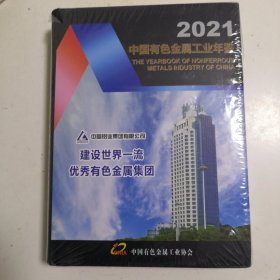 2021
中国有色金属工业年鉴
THE YEARBOOK OF NONFERROUS
METALS INDUSTRY OF CHINA
中国铝业集团有限公司
建设世界一流
优秀有色金属集团
中国有色金属工业协会